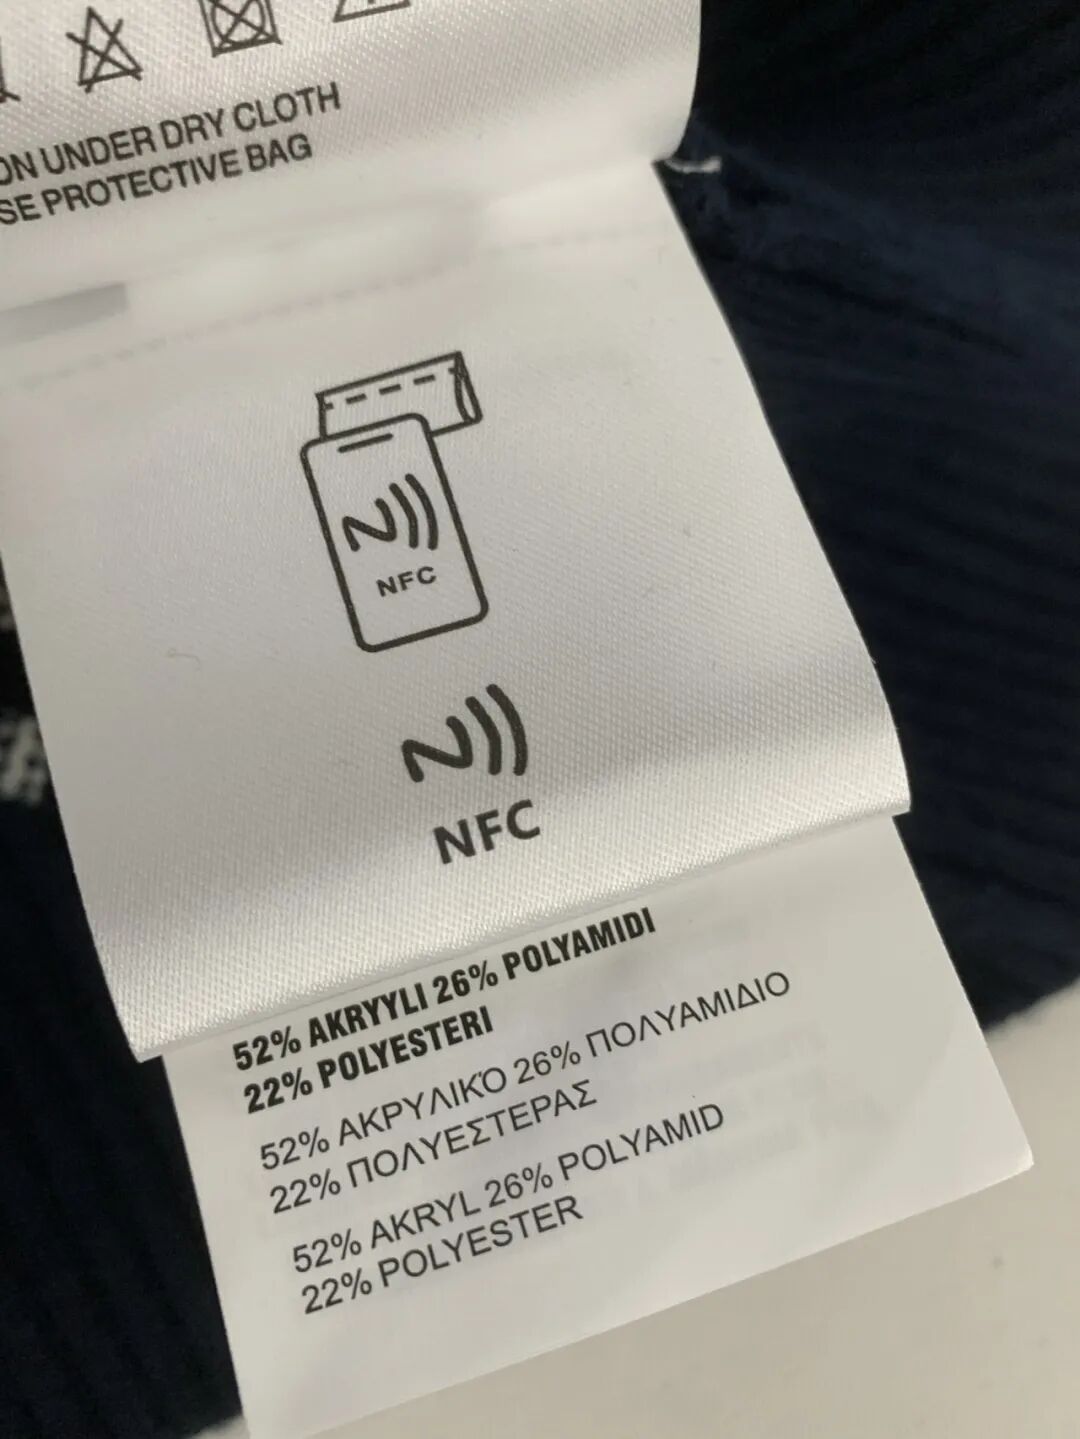 ON UNDER DRY CLOTH
SE PROTECTIVE BAG
NFC
NFC
52% AKRYYLI 26% POLYAMIDI
22% POLYESTERI
52% ΑΚΡΥΛΙΚΌ 26% ΠΟΛΥΑΜΙΔΙΟ
22% ΠΟΛΥΕΣΤΕΡΑΣ
52% AKRYL 26% POLYAMID
22% POLYESTER